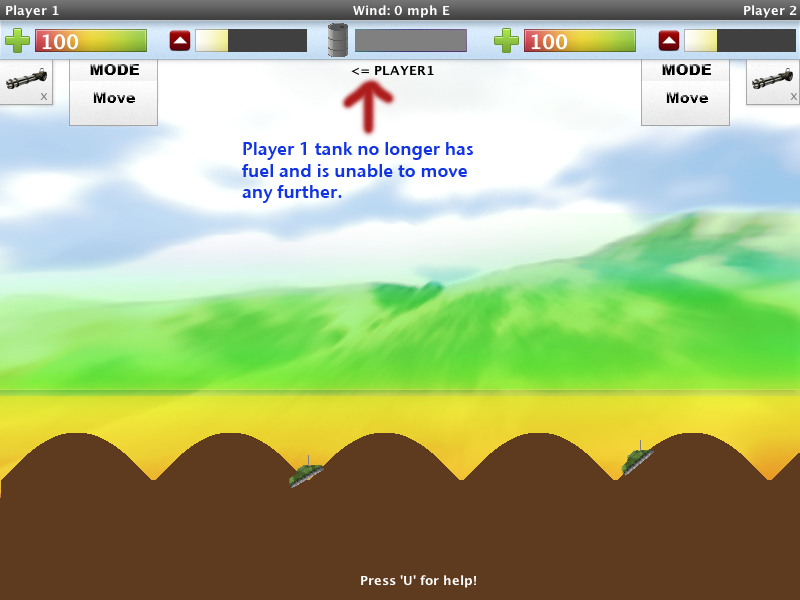 Player 1
Wind: 0 mph E
Player 2
100
100
x
MODE
Move
<= PLAYER1
MODE
Move
x
Player 1 tank no longer has
fuel and is unable to move
any further.
Press 'U' for help!